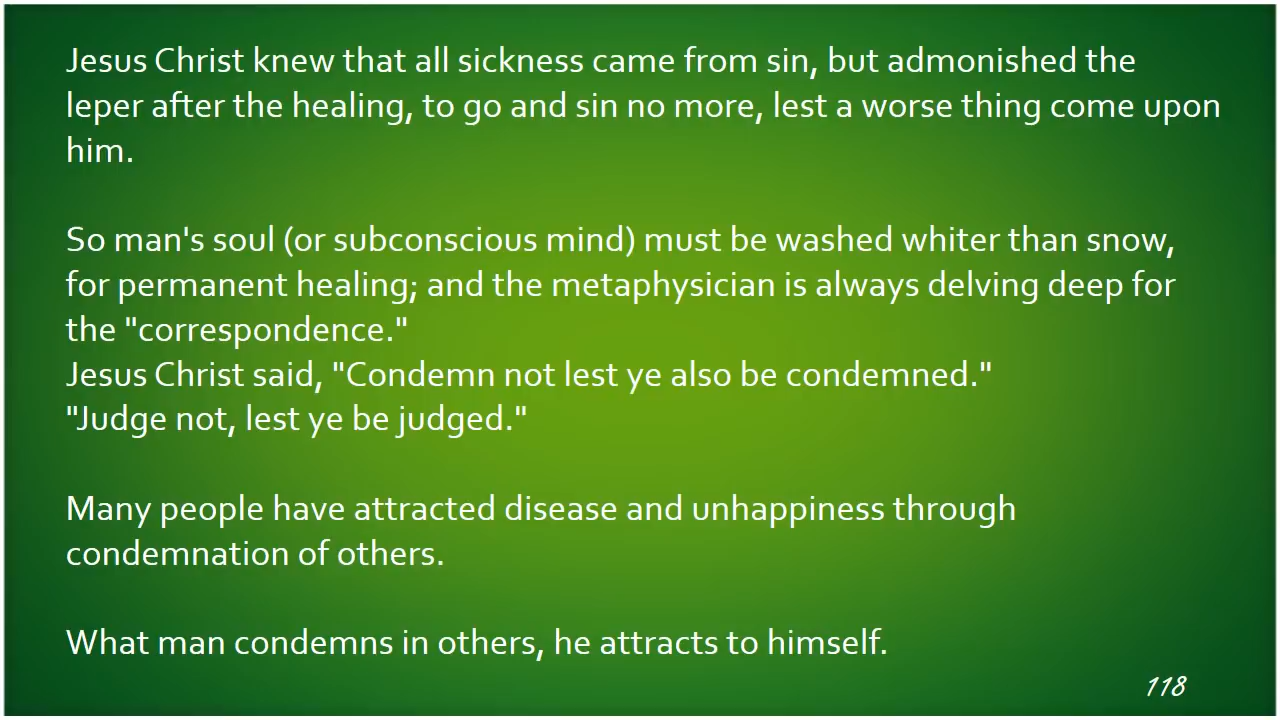 Jesus Christ knew that all sickness came from sin, but admonished the
leper after the healing, to go and sin no more, lest a worse thing come upon
him.
So man's soul (or subconscious mind) must be washed whiter than snow,
for permanent healing; and the metaphysician is always delving deep for
the "correspondence."
Jesus Christ said, "Condemn not lest ye also be condemned."
"Judge not, lest ye be judged."
Many people have attracted disease and unhappiness through
condemnation of others.
What man condemns in others, he attracts to himself.
118